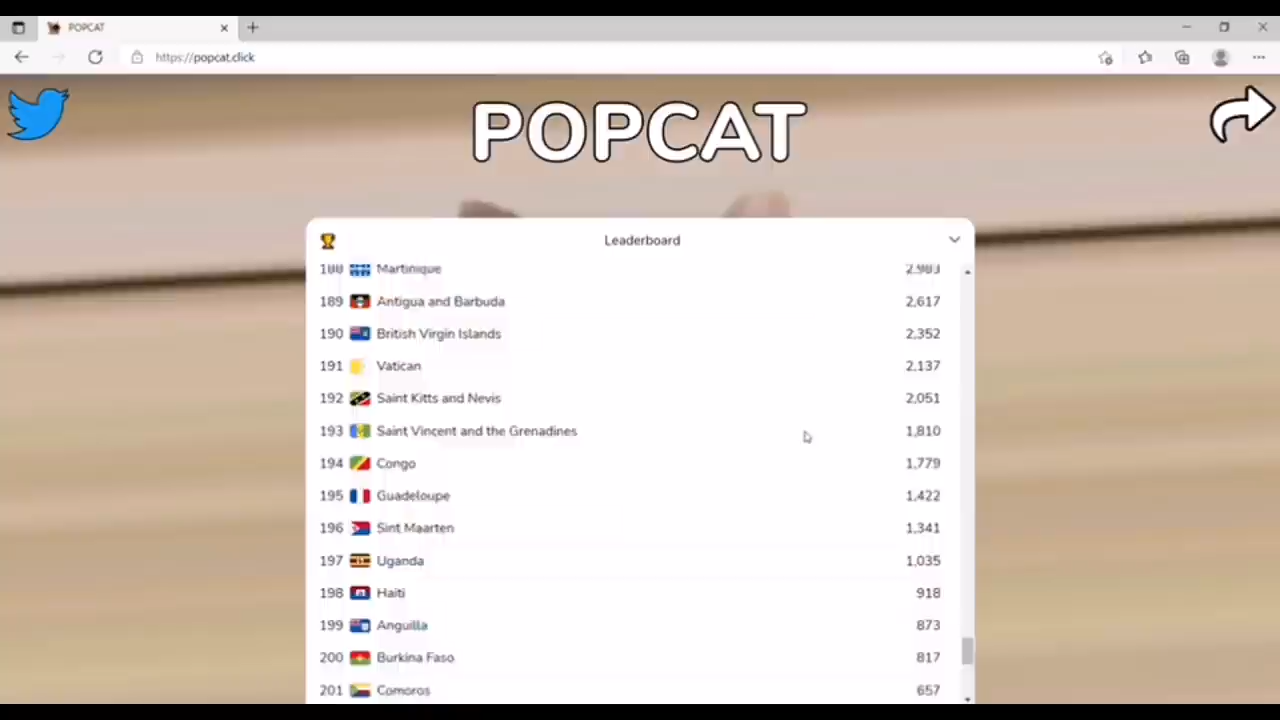 POPCAT
https://popcat.click
POPCAT
Leaderboard
188 Martinique 2,983
189 Antigua and Barbuda 2,617
190 British Virgin Islands 2,352
191 Vatican 2,137
192 Saint Kitts and Nevis 2,051
193 Saint Vincent and the Grenadines 1,810
194 Congo 1,779
195 Guadeloupe 1,422
196 Sint Maarten 1,341
197 Uganda 1,035
198 Haiti 918
199 Anguilla 873
200 Burkina Faso 817
201 Comoros 657